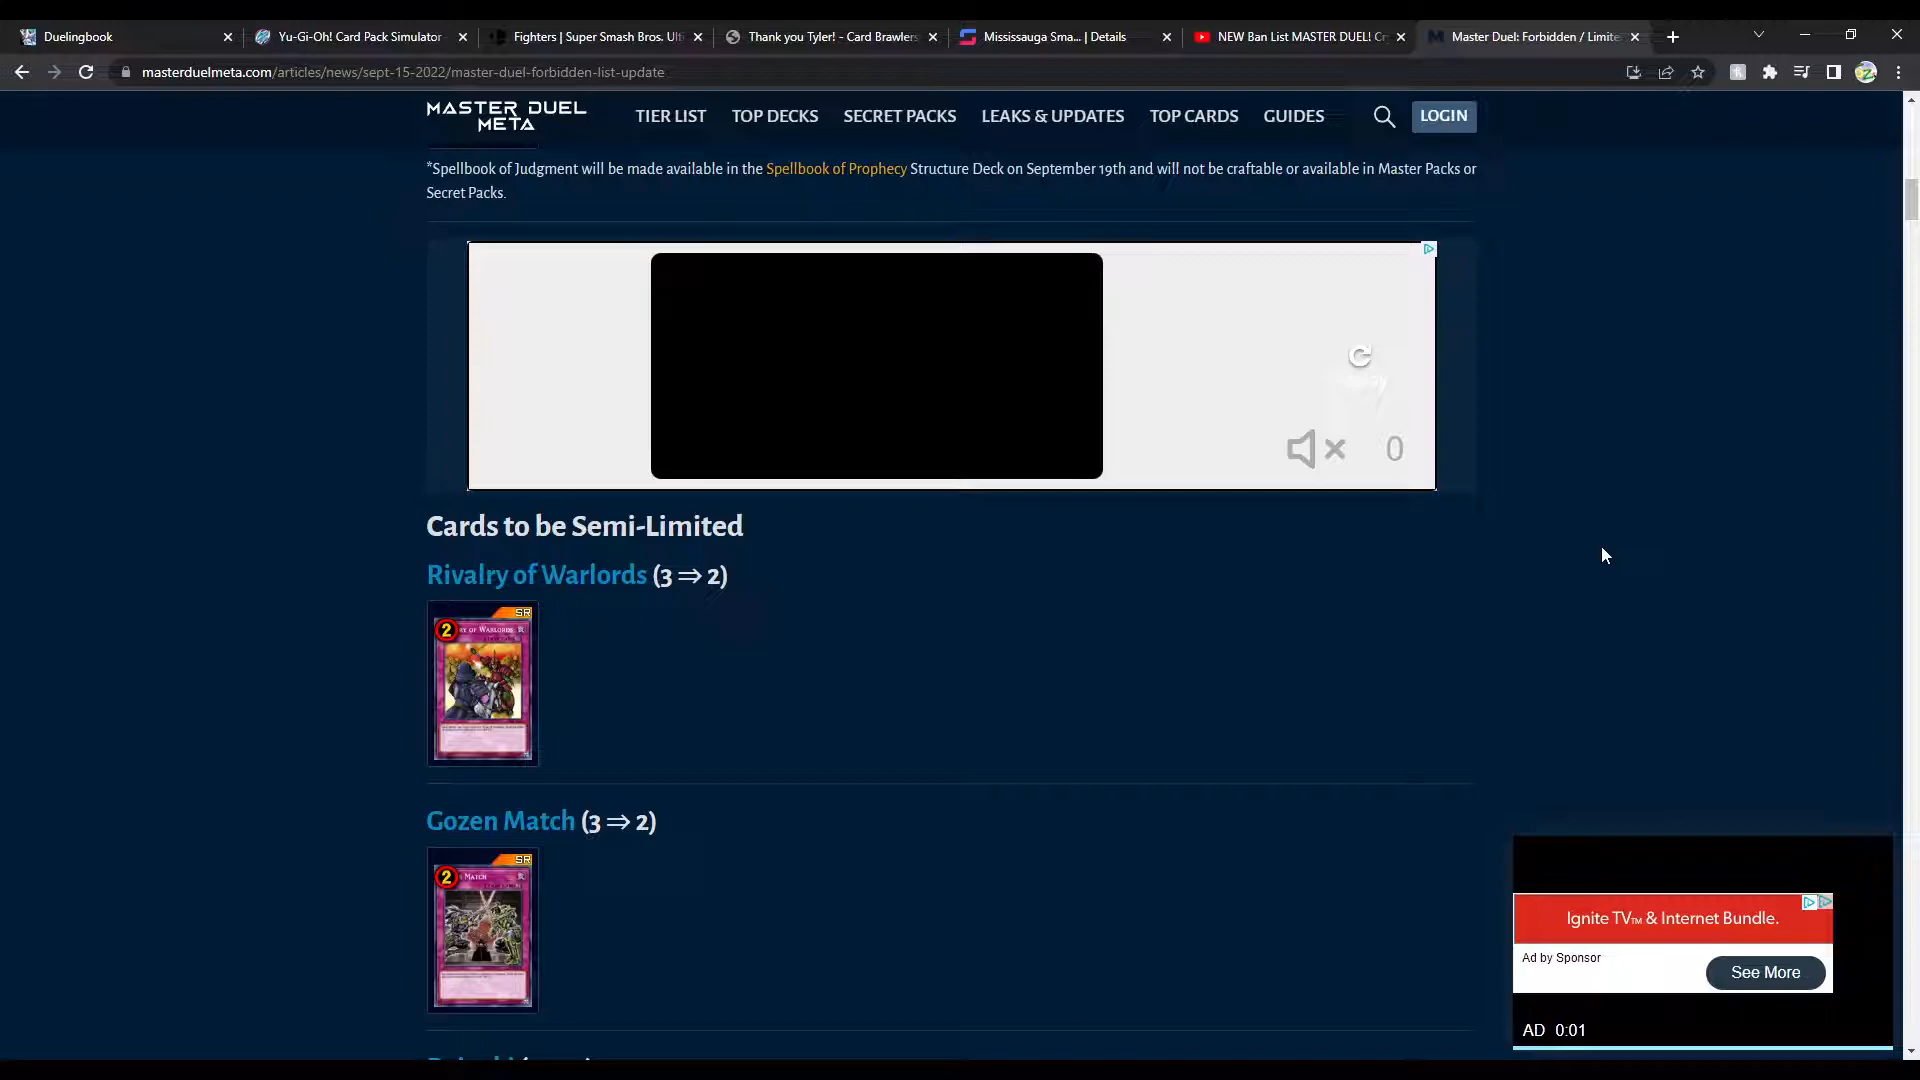 Duelingbook
Yu-Gi-Oh! Card Pack Simulator
Fighters | Super Smash Bros. Ulti
Thank you Tyler! - Card Brawlers
Mississauga Sma... | Details
NEW Ban List MASTER DUEL! Cr
Master Duel: Forbidden / Limite
masterduelmeta.com/articles/news/sept-15-2022/master-duel-forbidden-list-update
MASTER DUEL
META
TIER LIST
TOP DECKS
SECRET PACKS
LEAKS & UPDATES
TOP CARDS
GUIDES
LOGIN
*Spellbook of Judgment will be made available in the Spellbook of Prophecy Structure Deck on September 19th and will not be craftable or available in Master Packs or
Secret Packs.
0
Cards to be Semi-Limited
Rivalry of Warlords (3 ⇒ 2)
SR
2
RY OF WARLORDS
Gozen Match (3 ⇒ 2)
SR
2
MATCH
Ignite TV™ & Internet Bundle.
Ad by Sponsor
See More
AD 0:01